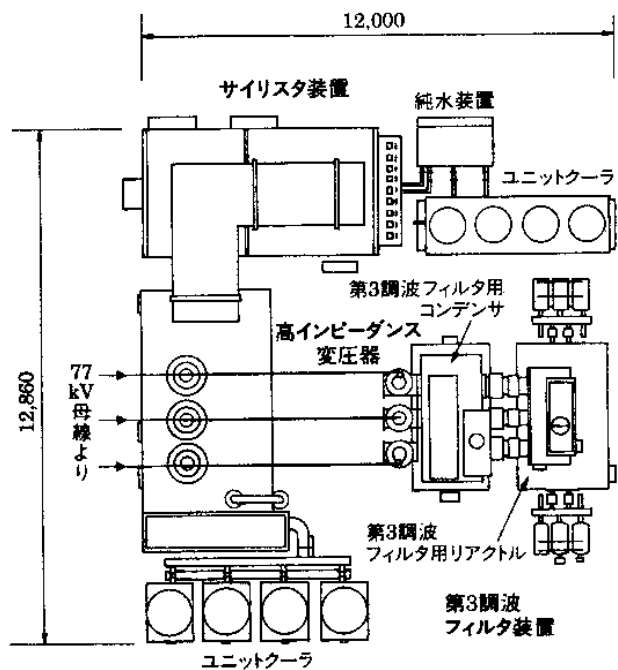 12,000
サイリスタ装置
純水装置
ユニットクーラ
第3調波フィルタ用
コンデンサ
高インピーダンス
変圧器
77
kV
母
線
よ
り
12,860
第3調波
フィルタ用リアクトル
第3調波
フィルタ装置
ユニットクーラ